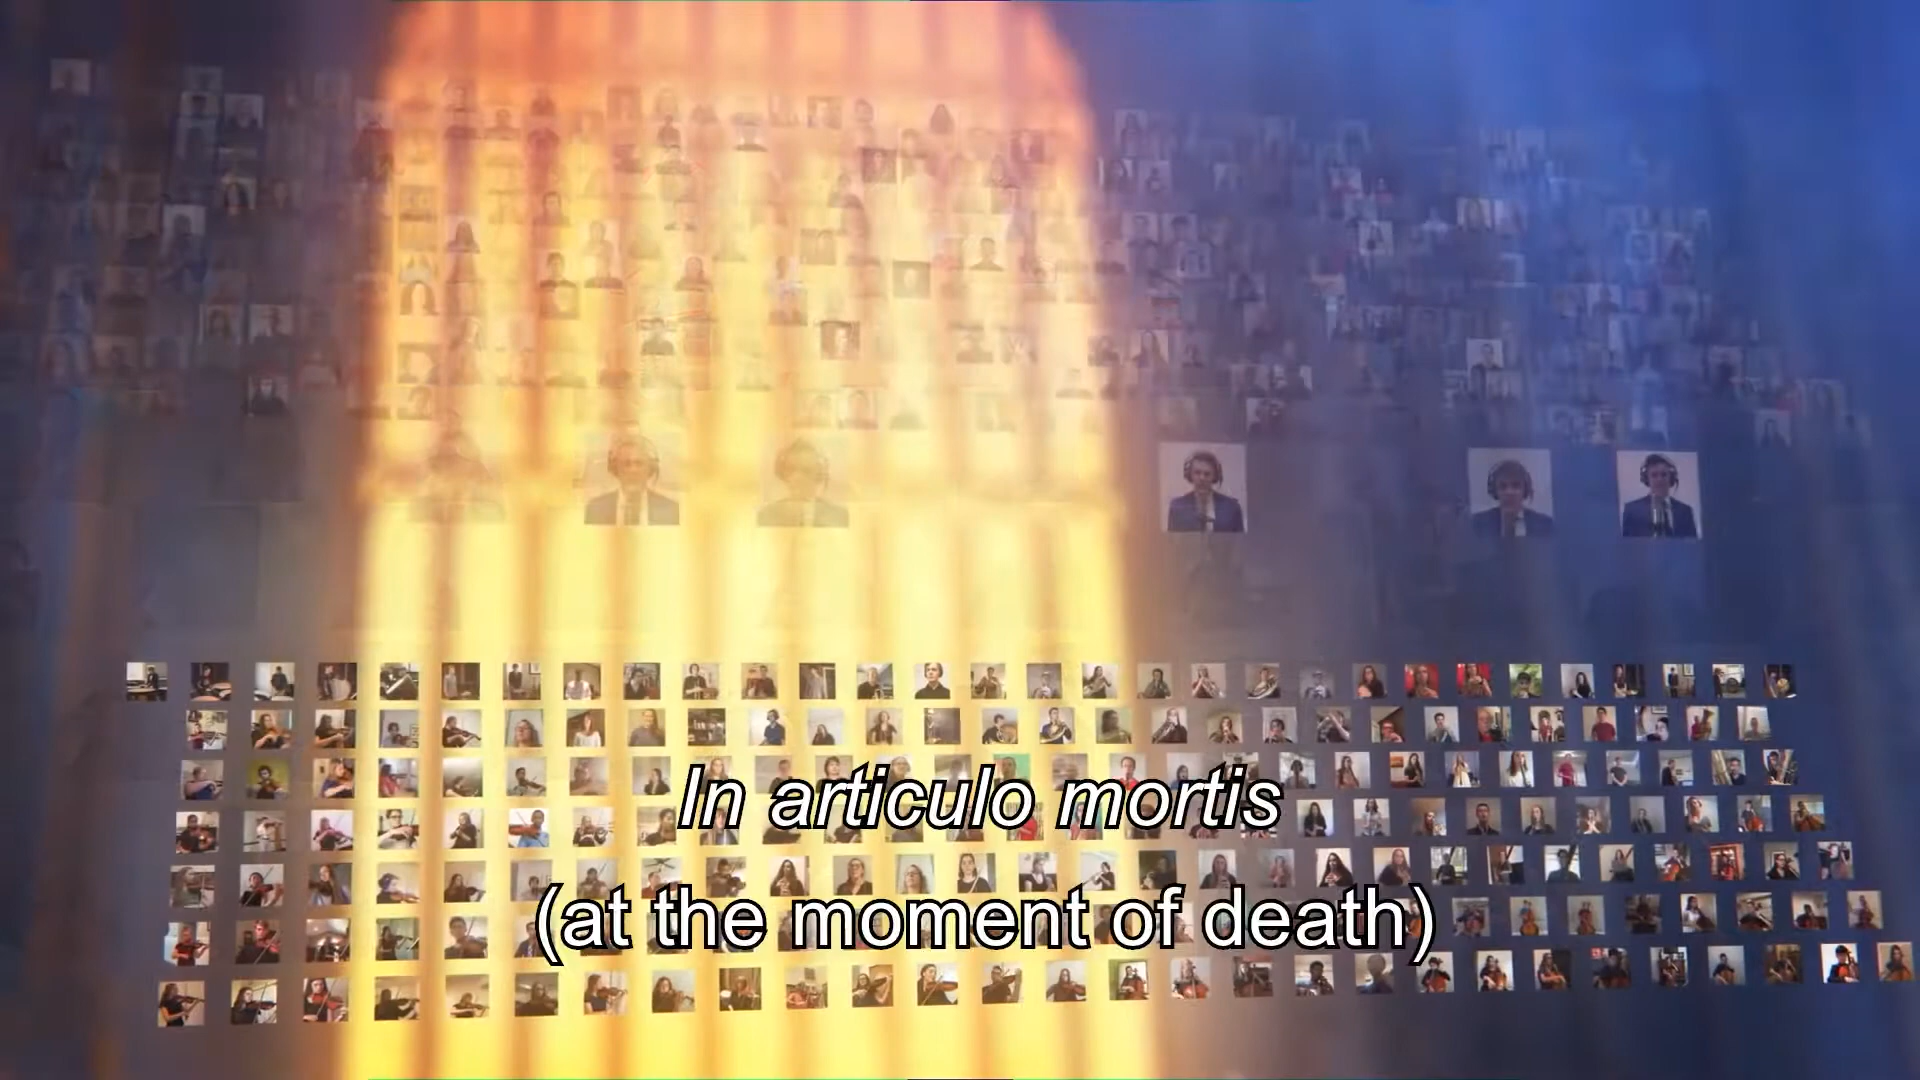 In articulo mortis
(at the moment of death)